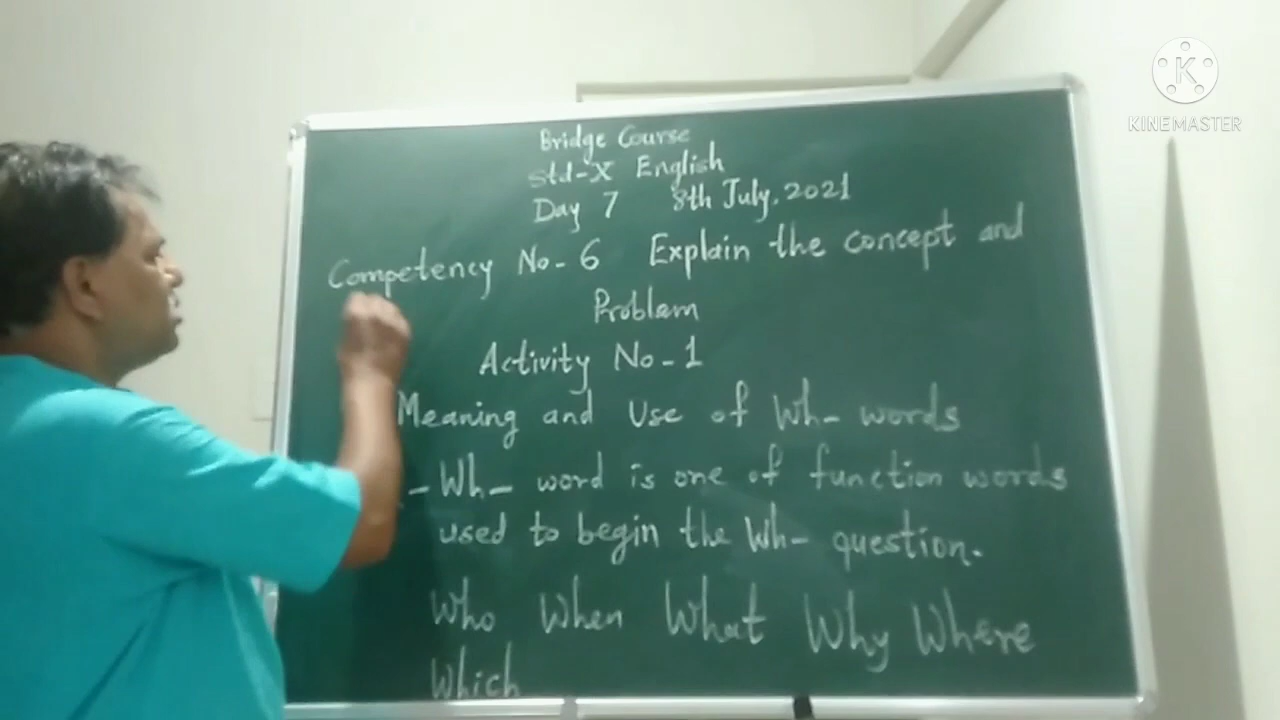 Bridge Course
Std-X English
Day 7 8th July, 2021
Competency No-6 Explain the concept and
Problem
Activity No-1
Meaning and Use of Wh- words
- Wh- word is one of function words
used to begin the Wh- question.
Who When What Why Where
Which
K
KINEMASTER